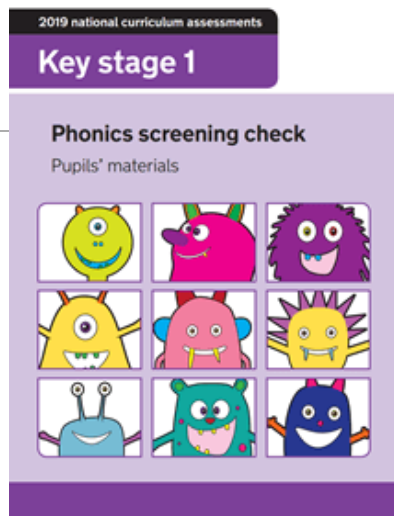 2019 national curriculum assessments
Key stage 1
Phonics screening check
Pupils’ materials